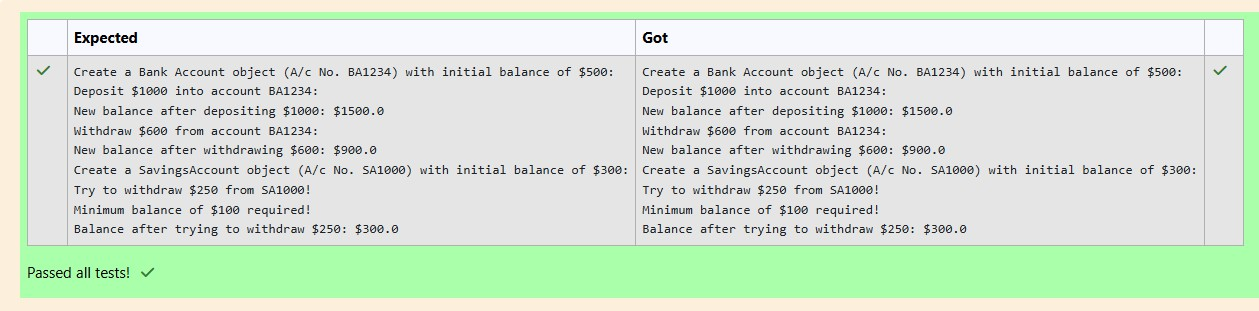 Expected Got
Create a Bank Account object (A/c No. BA1234) with initial balance of $500:
Deposit $1000 into account BA1234:
New balance after depositing $1000: $1500.0
Withdraw $600 from account BA1234:
New balance after withdrawing $600: $900.0
Create a SavingsAccount object (A/c No. SA1000) with initial balance of $300:
Try to withdraw $250 from SA1000!
Minimum balance of $100 required!
Balance after trying to withdraw $250: $300.0
Create a Bank Account object (A/c No. BA1234) with initial balance of $500:
Deposit $1000 into account BA1234:
New balance after depositing $1000: $1500.0
Withdraw $600 from account BA1234:
New balance after withdrawing $600: $900.0
Create a SavingsAccount object (A/c No. SA1000) with initial balance of $300:
Try to withdraw $250 from SA1000!
Minimum balance of $100 required!
Balance after trying to withdraw $250: $300.0
Passed all tests!